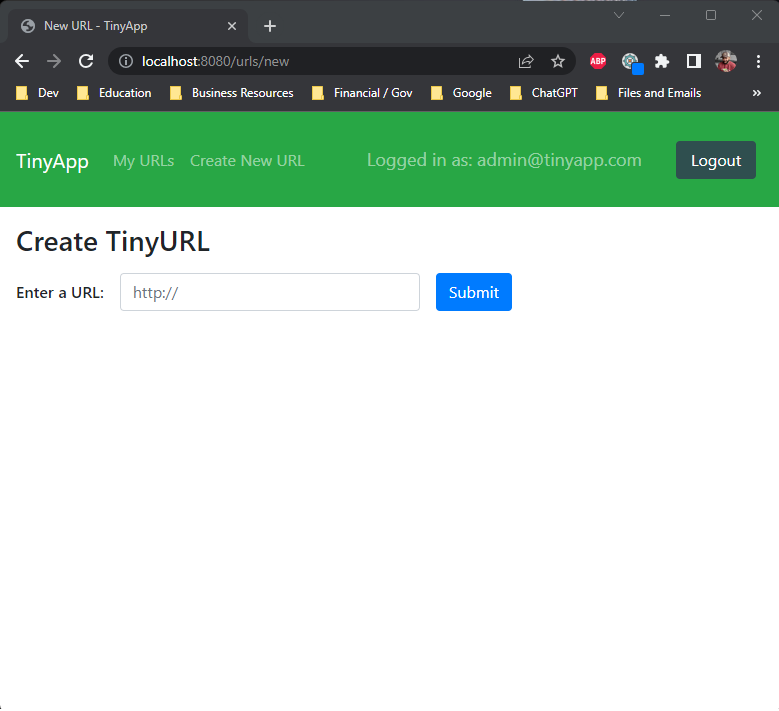 New URL - TinyApp
localhost:8080/urls/new
ABP
Dev Education Business Resources Financial / Gov Google ChatGPT Files and Emails »
TinyApp My URLs Create New URL Logged in as: admin@tinyapp.com Logout
Create TinyURL
Enter a URL: http:// Submit